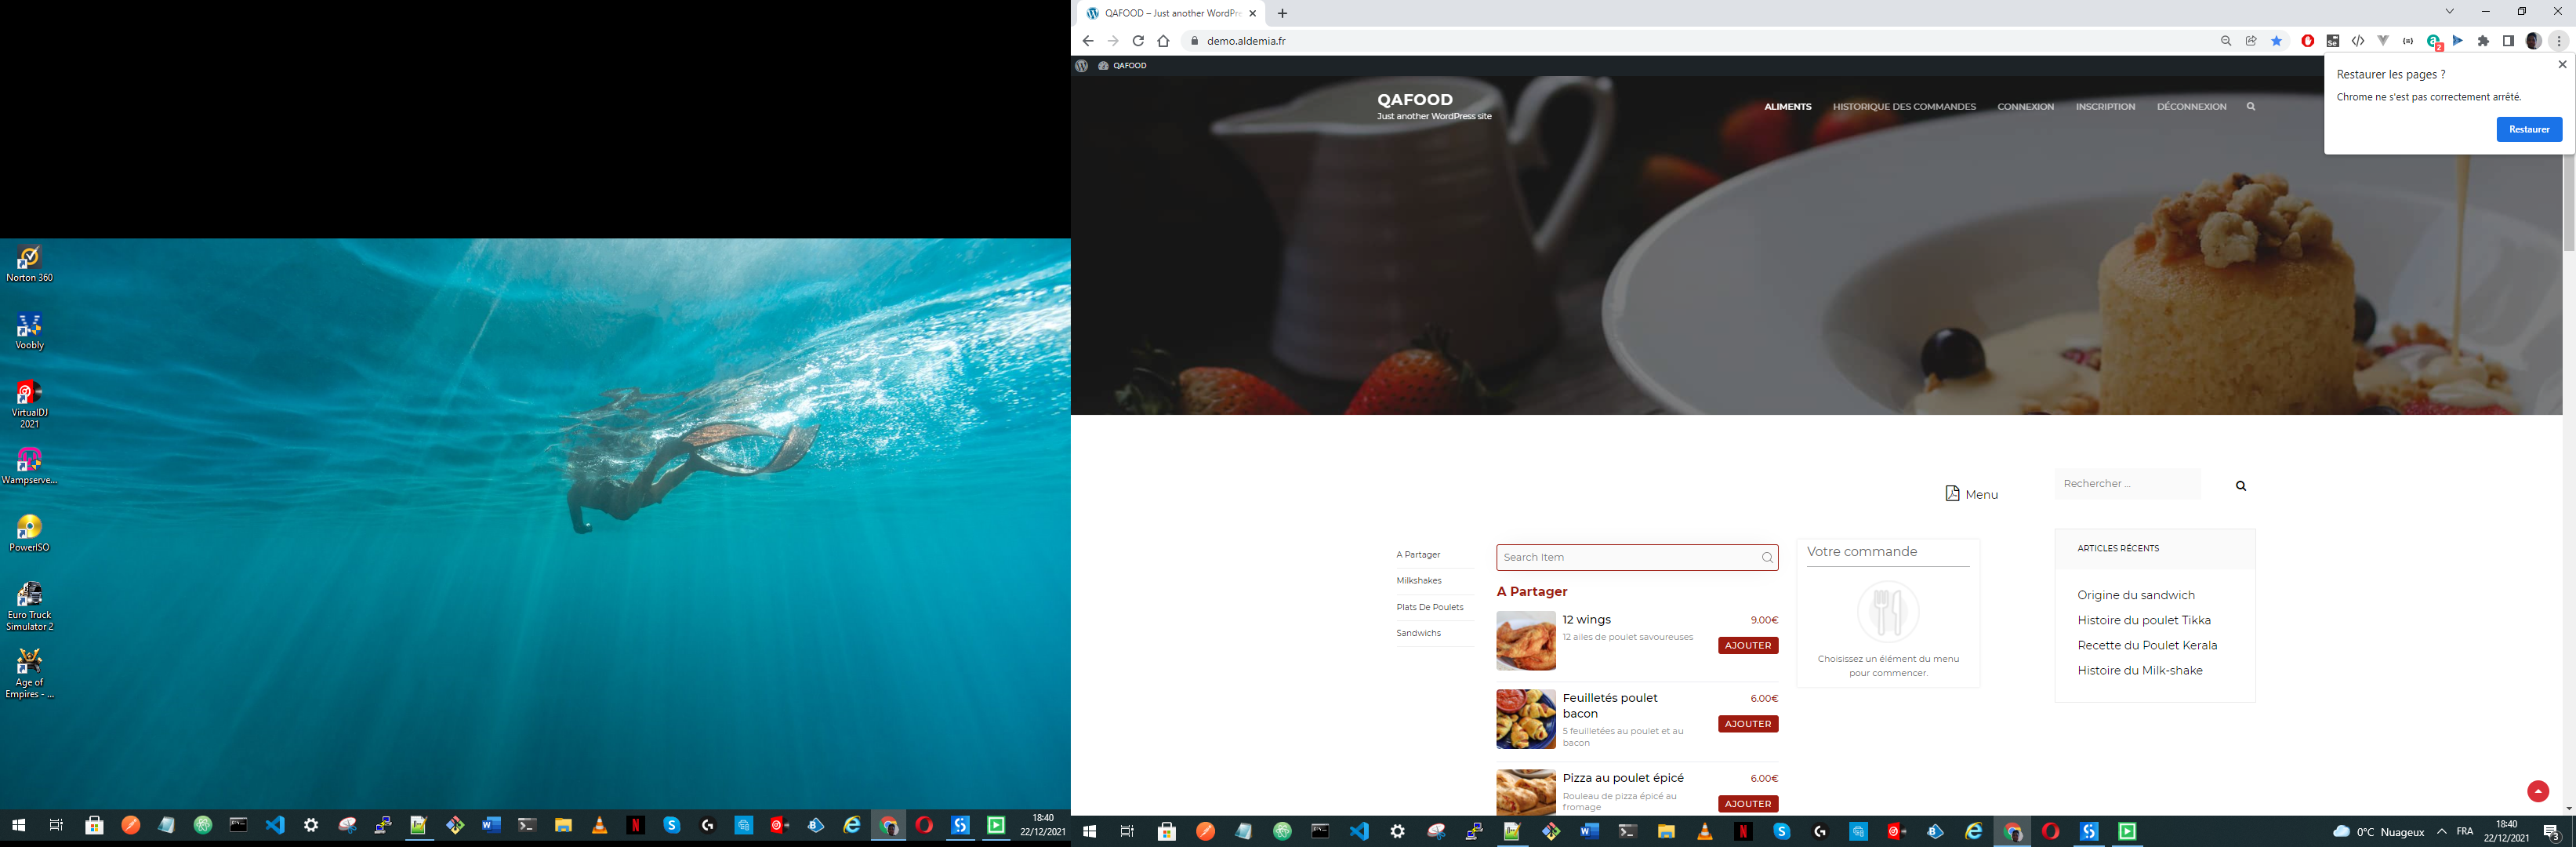 Norton 360
Voobly
VirtualDJ
2021
Wampserve...
PowerISO
Euro Truck
Simulator 2
Age of
Empires - ...
18:40
22/12/2021
QAFOOD – Just another WordPre
demo.aldemia.fr
2
QAFOOD
Restaurer les pages ?
Chrome ne s'est pas correctement arrêté.
Restaurer
QAFOOD
Just another WordPress site
ALIMENTS
HISTORIQUE DES COMMANDES
CONNEXION
INSCRIPTION
DÉCONNEXION
Menu
Rechercher ...
A Partager
Milkshakes
Plats De Poulets
Sandwichs
Search Item
A Partager
12 wings
9.00€
12 ailes de poulet savoureuses
AJOUTER
Feuilletés poulet
bacon
6.00€
5 feuilletées au poulet et au
bacon
AJOUTER
Pizza au poulet épicé
6.00€
Rouleau de pizza épicé au
fromage
AJOUTER
Votre commande
Choisissez un élément du menu
pour commencer.
ARTICLES RÉCENTS
Origine du sandwich
Histoire du poulet Tikka
Recette du Poulet Kerala
Histoire du Milk-shake
0°C Nuageux
FRA
18:40
22/12/2021
3